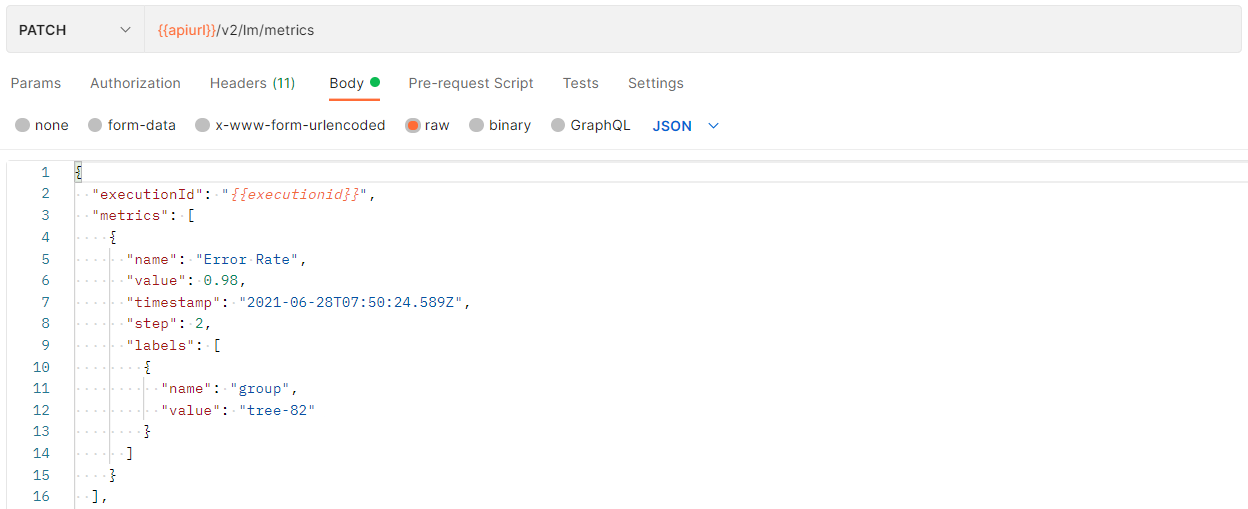 PATCH {{apiurl}}/v2/lm/metrics
Params Authorization Headers (11) Body Pre-request Script Tests Settings
none form-data x-www-form-urlencoded raw binary GraphQL JSON
1 {
2 "executionId": "{{executionid}}",
3 "metrics": [
4 {
5 "name": "Error Rate",
6 "value": 0.98,
7 "timestamp": "2021-06-28T07:50:24.589Z",
8 "step": 2,
9 "labels": [
10 {
11 "name": "group",
12 "value": "tree-82"
13 }
14 ]
15 }
16 ],